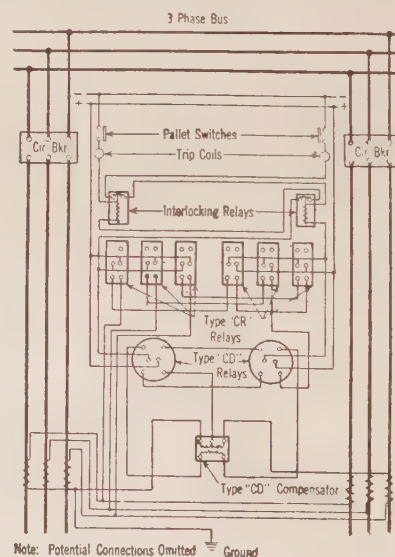 3 Phase Bus
- - + +
Cir Bkr
Cir Bkr
Pallet Switches
Trip Coils
Interlocking Relays
Type "CR"
Relays
Type "CD"
Relays
Type "CD" Compensator
Note: Potential Connections Omitted
Ground